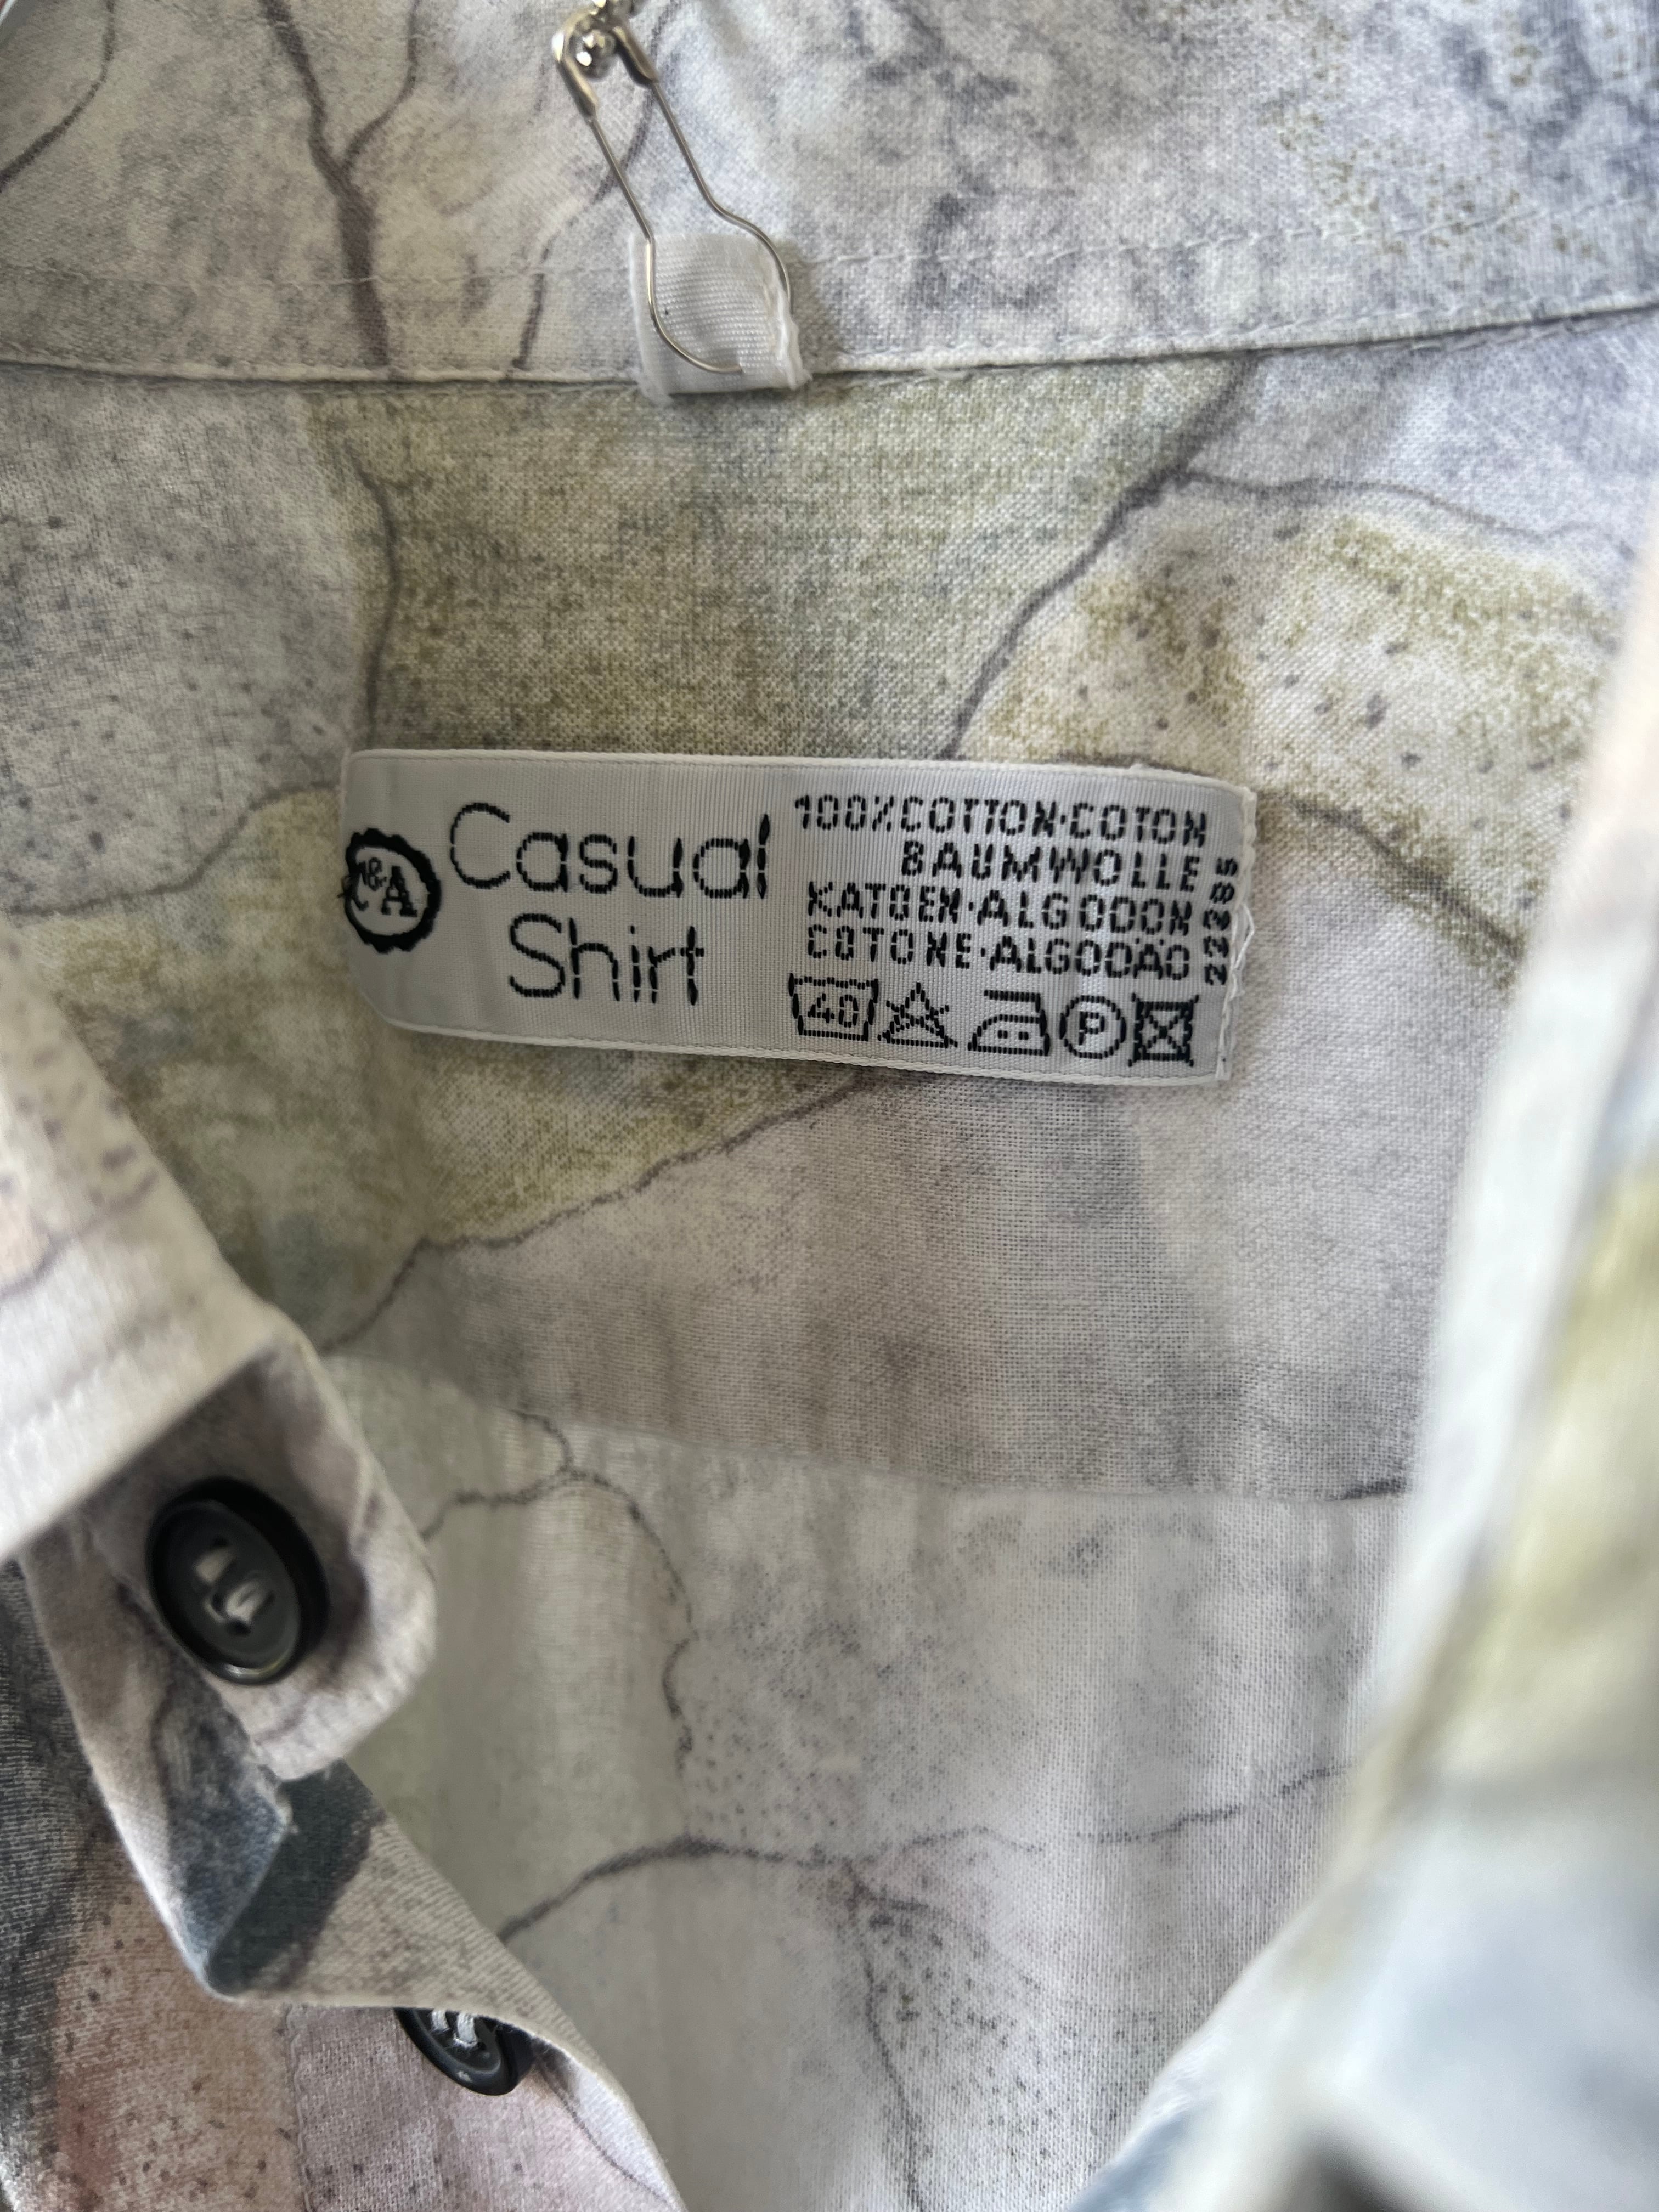 C&A
Casual
Shirt
100% COTTON·COTON
BAUMWOLLE
KATOEN·ALGODON
COTONE·ALGODÃO
22285
40
P